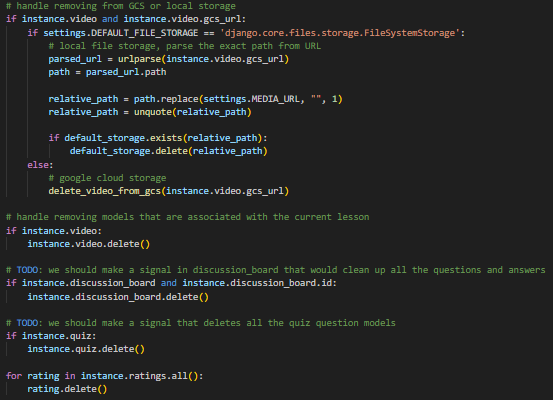 # handle removing from GCS or local storage
if instance.video and instance.video.gcs_url:
    if settings.DEFAULT_FILE_STORAGE == 'django.core.files.storage.FileSystemStorage':
        # local file storage, parse the exact path from URL
        parsed_url = urlparse(instance.video.gcs_url)
        path = parsed_url.path

        relative_path = path.replace(settings.MEDIA_URL, "", 1)
        relative_path = unquote(relative_path)

        if default_storage.exists(relative_path):
            default_storage.delete(relative_path)
    else:
        # google cloud storage
        delete_video_from_gcs(instance.video.gcs_url)

# handle removing models that are associated with the current lesson
if instance.video:
    instance.video.delete()

# TODO: we should make a signal in discussion_board that would clean up all the questions and answers
if instance.discussion_board and instance.discussion_board.id:
    instance.discussion_board.delete()

# TODO: we should make a signal that deletes all the quiz question models
if instance.quiz:
    instance.quiz.delete()

for rating in instance.ratings.all():
    rating.delete()